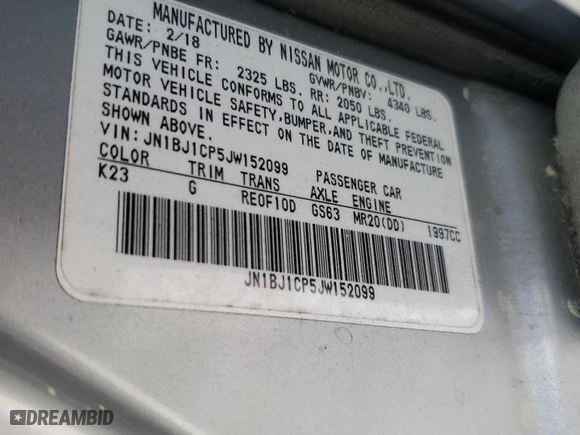 MANUFACTURED BY NISSAN MOTOR CO.,LTD.
DATE: 2/18 GVWR/PNBV: 4340 LBS.
GAWR/PNBE FR: 2325 LBS. RR: 2050 LBS.
THIS VEHICLE CONFORMS TO ALL APPLICABLE FEDERAL
MOTOR VEHICLE SAFETY,BUMPER,AND THEFT PREVENTION
STANDARDS IN EFFECT ON THE DATE OF MANUFACTURE
SHOWN ABOVE.
VIN: JN1BJ1CP5JW152099 PASSENGER CAR
COLOR TRIM TRANS AXLE ENGINE
K23 G RE0F10D GS63 MR20(DD) 1997CC
JN1BJ1CP5JW152099
DREAMBID